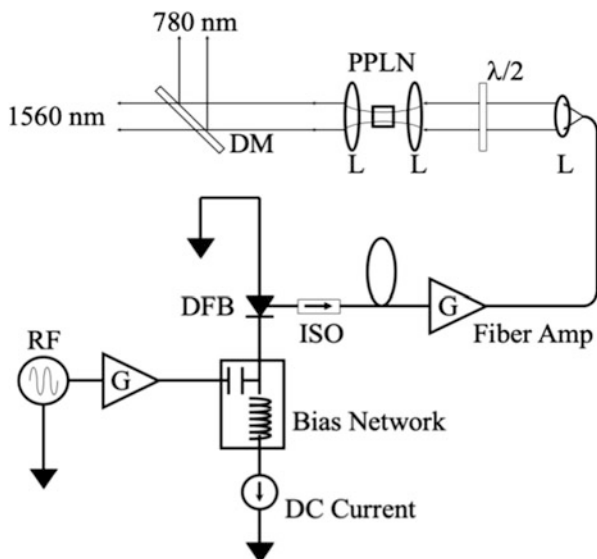 780 nm
PPLN
λ/2
1560 nm
DM
L
L
L
DFB
ISO
G
Fiber Amp
RF
G
Bias Network
DC Current